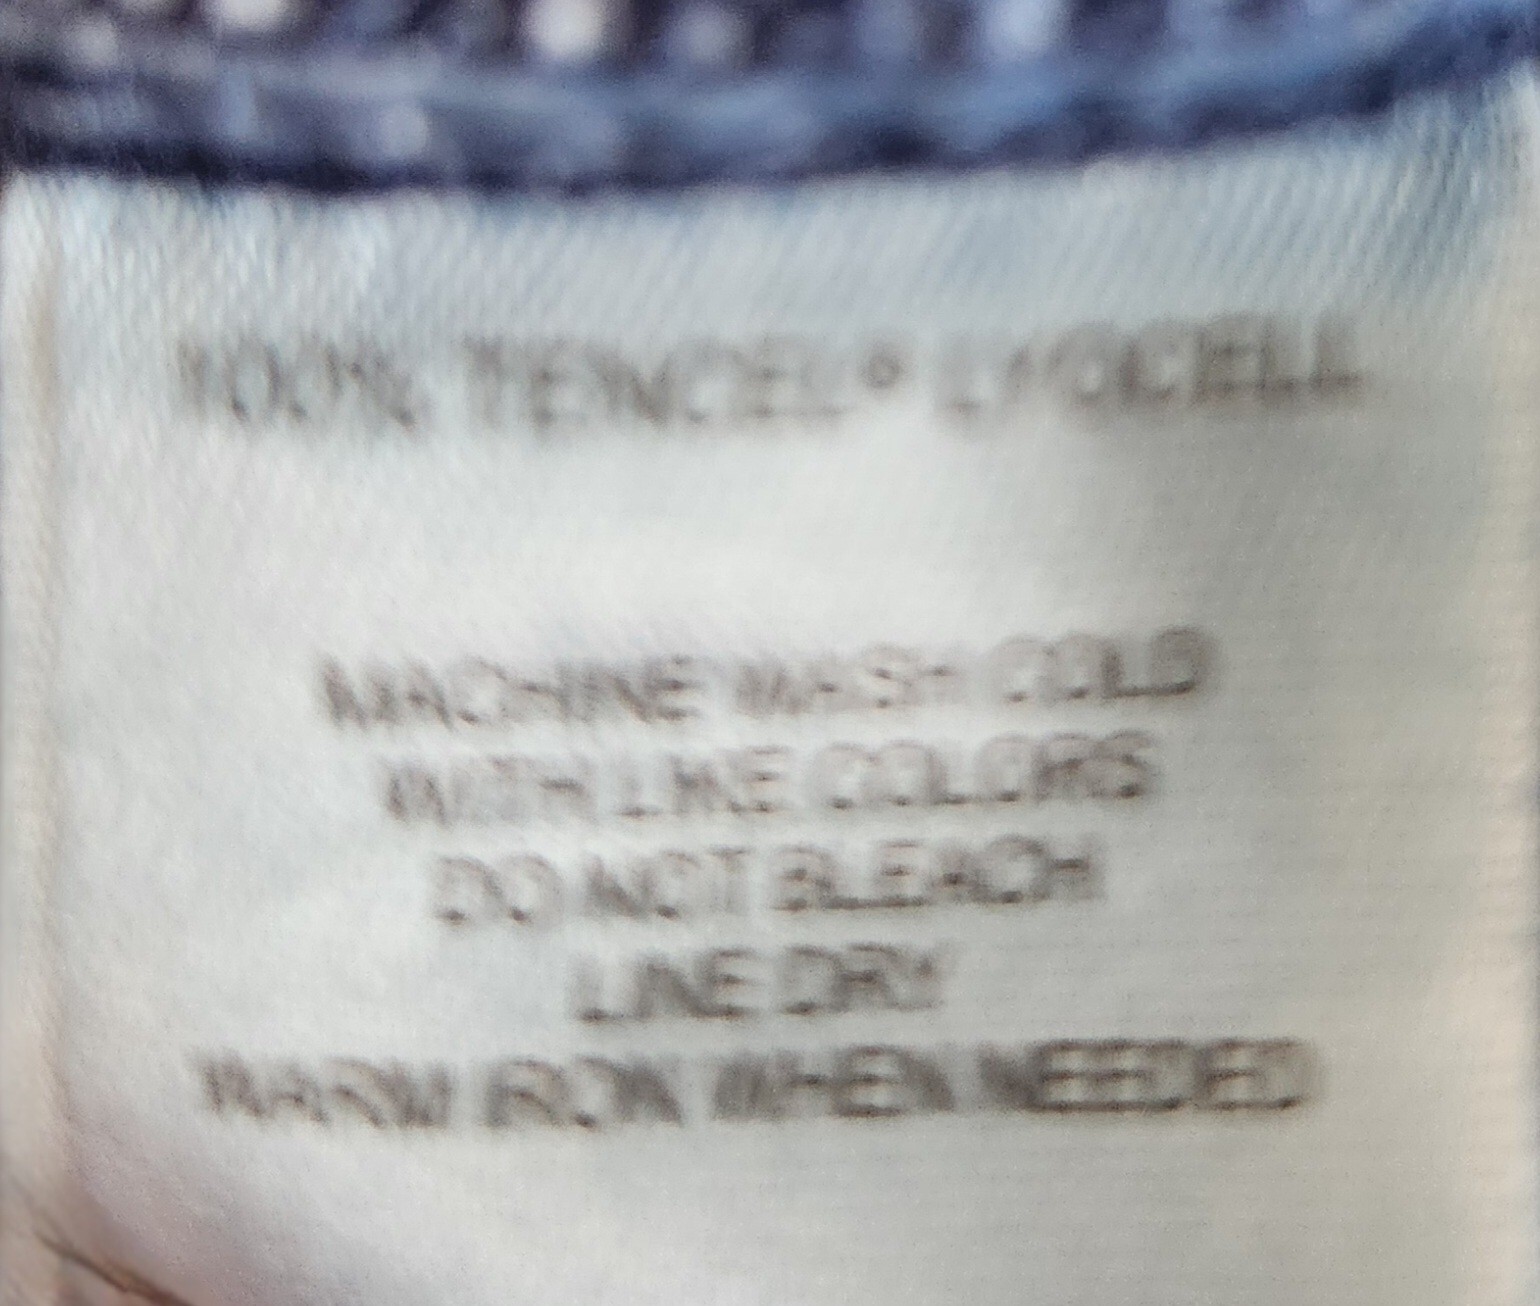 100% TENCEL® LYOCELL
MACHINE WASH COLD
WITH LIKE COLORS
DO NOT BLEACH
LINE DRY
WARM IRON WHEN NEEDED